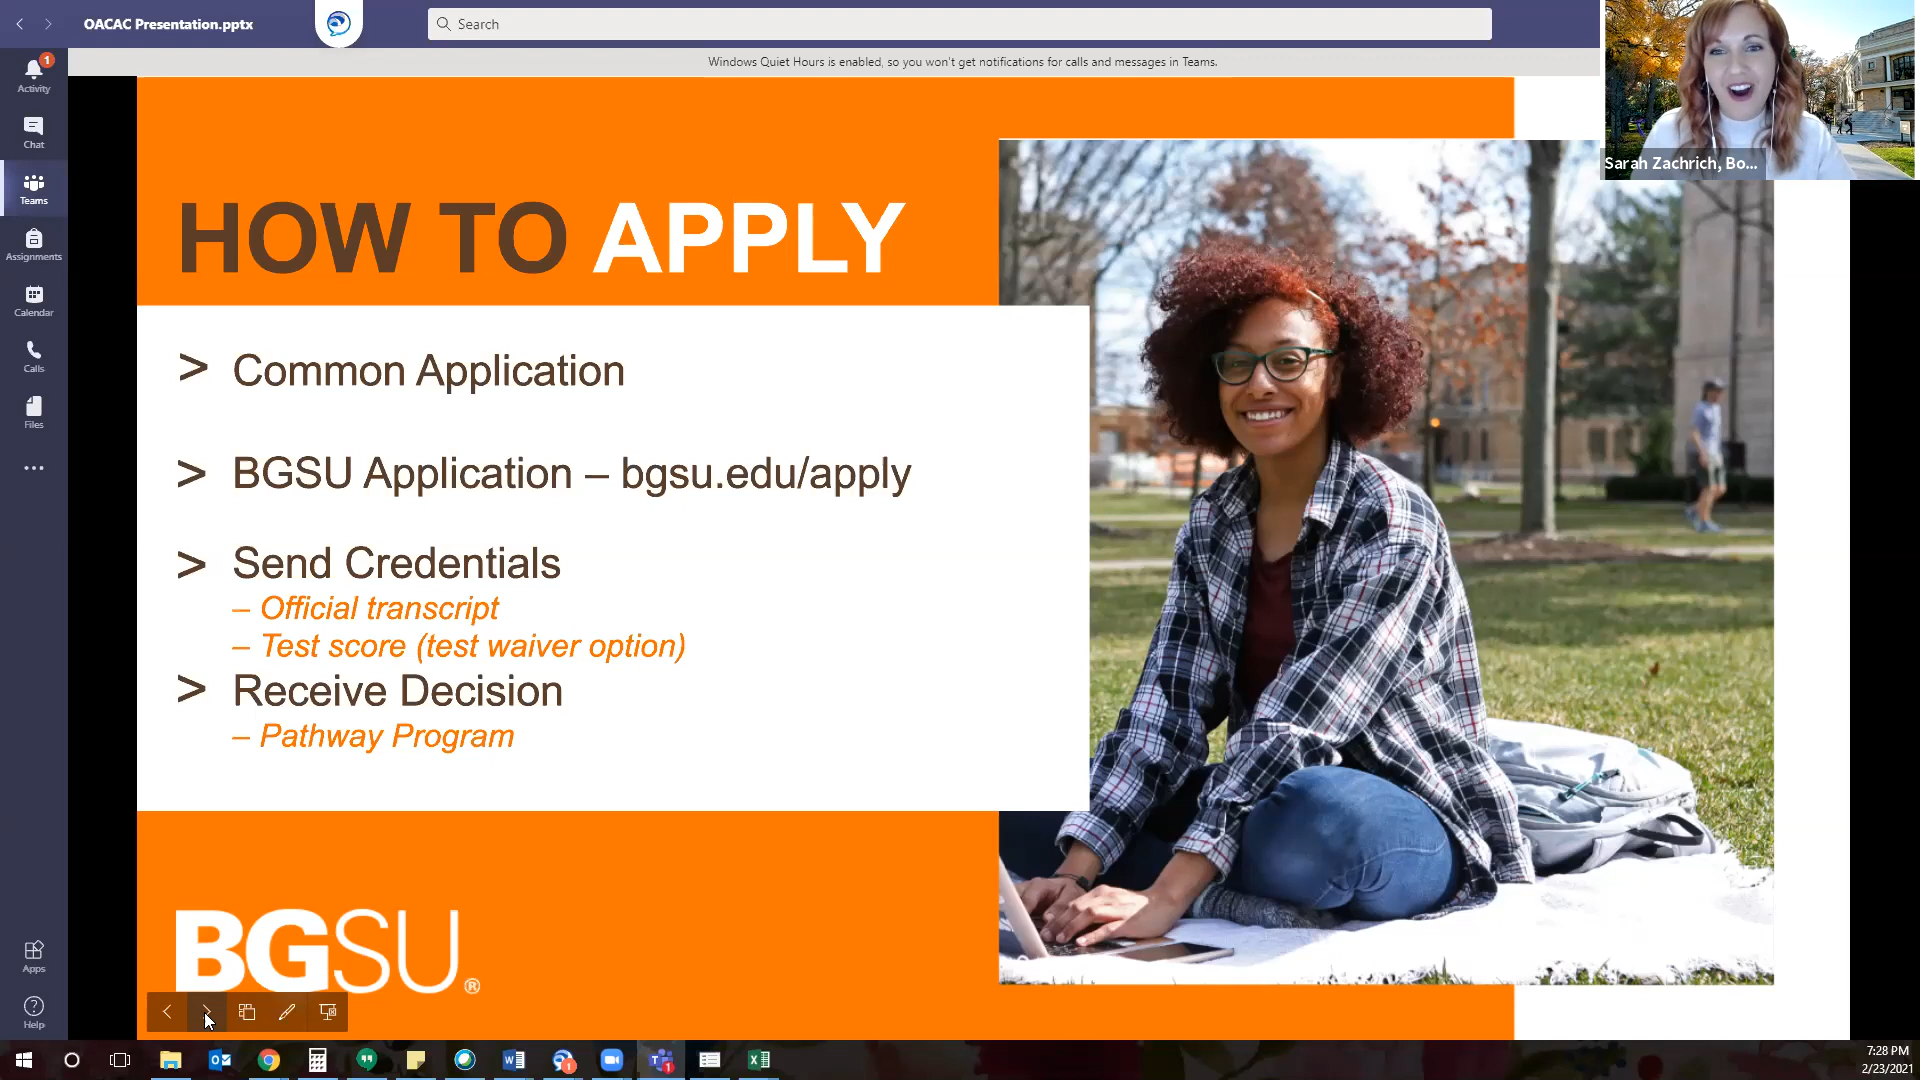 OACAC Presentation.pptx
Search
Windows Quiet Hours is enabled, so you won't get notifications for calls and messages in Teams.
Sarah Zachrich, Bo...
1
Activity
Chat
Teams
Assignments
Calendar
Calls
Files
Apps
Help
HOW TO APPLY
> Common Application
> BGSU Application – bgsu.edu/apply
> Send Credentials
– Official transcript
– Test score (test waiver option)
> Receive Decision
– Pathway Program
BGSU®
7:28 PM
2/23/2021